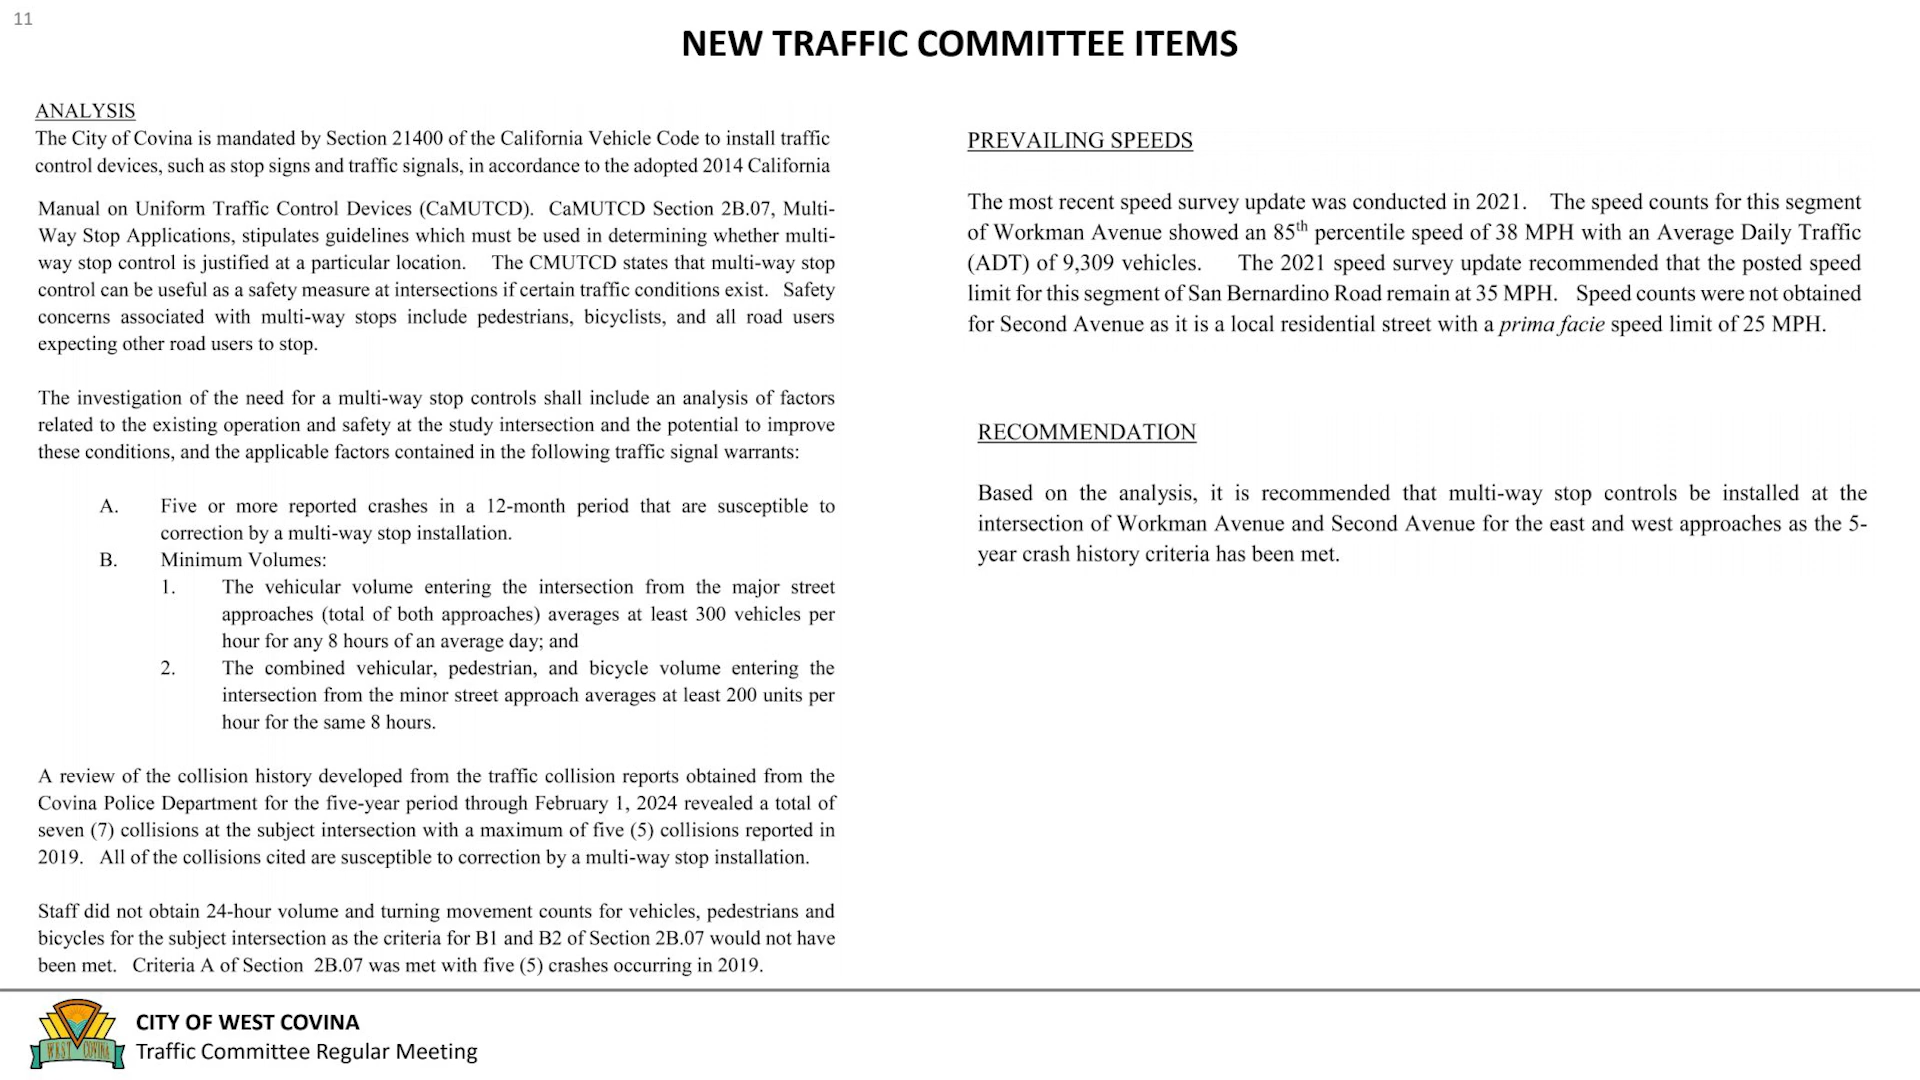 11
NEW TRAFFIC COMMITTEE ITEMS
ANALYSIS
The City of Covina is mandated by Section 21400 of the California Vehicle Code to install traffic
control devices, such as stop signs and traffic signals, in accordance to the adopted 2014 California
Manual on Uniform Traffic Control Devices (CaMUTCD). CaMUTCD Section 2B.07, Multi-
Way Stop Applications, stipulates guidelines which must be used in determining whether multi-
way stop control is justified at a particular location. The CMUTCD states that multi-way stop
control can be useful as a safety measure at intersections if certain traffic conditions exist. Safety
concerns associated with multi-way stops include pedestrians, bicyclists, and all road users
expecting other road users to stop.
The investigation of the need for a multi-way stop controls shall include an analysis of factors
related to the existing operation and safety at the study intersection and the potential to improve
these conditions, and the applicable factors contained in the following traffic signal warrants:
A. Five or more reported crashes in a 12-month period that are susceptible to
correction by a multi-way stop installation.
B. Minimum Volumes:
1. The vehicular volume entering the intersection from the major street
approaches (total of both approaches) averages at least 300 vehicles per
hour for any 8 hours of an average day; and
2. The combined vehicular, pedestrian, and bicycle volume entering the
intersection from the minor street approach averages at least 200 units per
hour for the same 8 hours.
A review of the collision history developed from the traffic collision reports obtained from the
Covina Police Department for the five-year period through February 1, 2024 revealed a total of
seven (7) collisions at the subject intersection with a maximum of five (5) collisions reported in
2019. All of the collisions cited are susceptible to correction by a multi-way stop installation.
Staff did not obtain 24-hour volume and turning movement counts for vehicles, pedestrians and
bicycles for the subject intersection as the criteria for B1 and B2 of Section 2B.07 would not have
been met. Criteria A of Section 2B.07 was met with five (5) crashes occurring in 2019.
PREVAILING SPEEDS
The most recent speed survey update was conducted in 2021. The speed counts for this segment
of Workman Avenue showed an 85th percentile speed of 38 MPH with an Average Daily Traffic
(ADT) of 9,309 vehicles. The 2021 speed survey update recommended that the posted speed
limit for this segment of San Bernardino Road remain at 35 MPH. Speed counts were not obtained
for Second Avenue as it is a local residential street with a prima facie speed limit of 25 MPH.
RECOMMENDATION
Based on the analysis, it is recommended that multi-way stop controls be installed at the
intersection of Workman Avenue and Second Avenue for the east and west approaches as the 5-
year crash history criteria has been met.
WEST COVINA
CITY OF WEST COVINA
Traffic Committee Regular Meeting